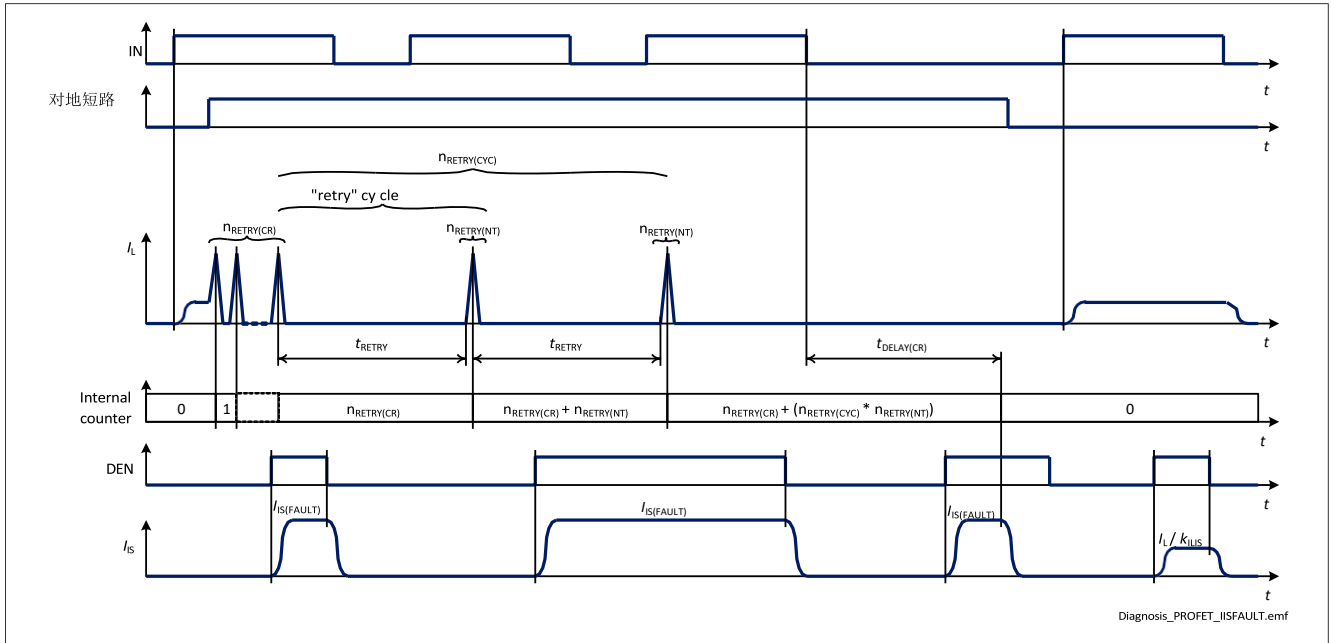 IN
t
对地短路
t
nRETRY(CYC)
"retry" cy cle
nRETRY(CR)
nRETRY(NT)
nRETRY(NT)
IL
t
tRETRY
tRETRY
tDELAY(CR)
Internal
counter
0
1
nRETRY(CR)
nRETRY(CR) + nRETRY(NT)
nRETRY(CR) + (nRETRY(CYC) * nRETRY(NT))
0
t
DEN
t
IIS(FAULT)
IIS(FAULT)
IIS(FAULT)
IL / kILIS
IIS
t
Diagnosis_PROFET_IISFAULT.emf